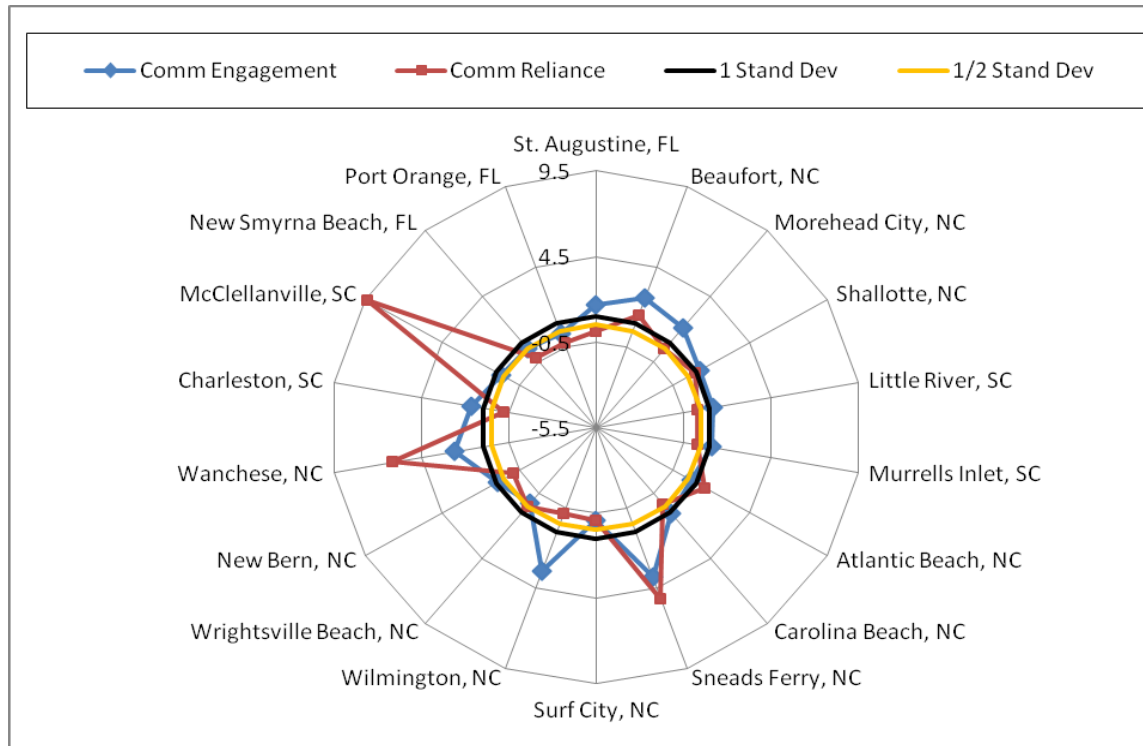 Comm Engagement
Comm Reliance
1 Stand Dev
1/2 Stand Dev
St. Augustine, FL
Beaufort, NC
Morehead City, NC
Shallotte, NC
Little River, SC
Murrells Inlet, SC
Atlantic Beach, NC
Carolina Beach, NC
Sneads Ferry, NC
Surf City, NC
Wilmington, NC
Wrightsville Beach, NC
New Bern, NC
Wanchese, NC
Charleston, SC
McClellanville, SC
New Smyrna Beach, FL
Port Orange, FL
9.5
4.5
-0.5
-5.5